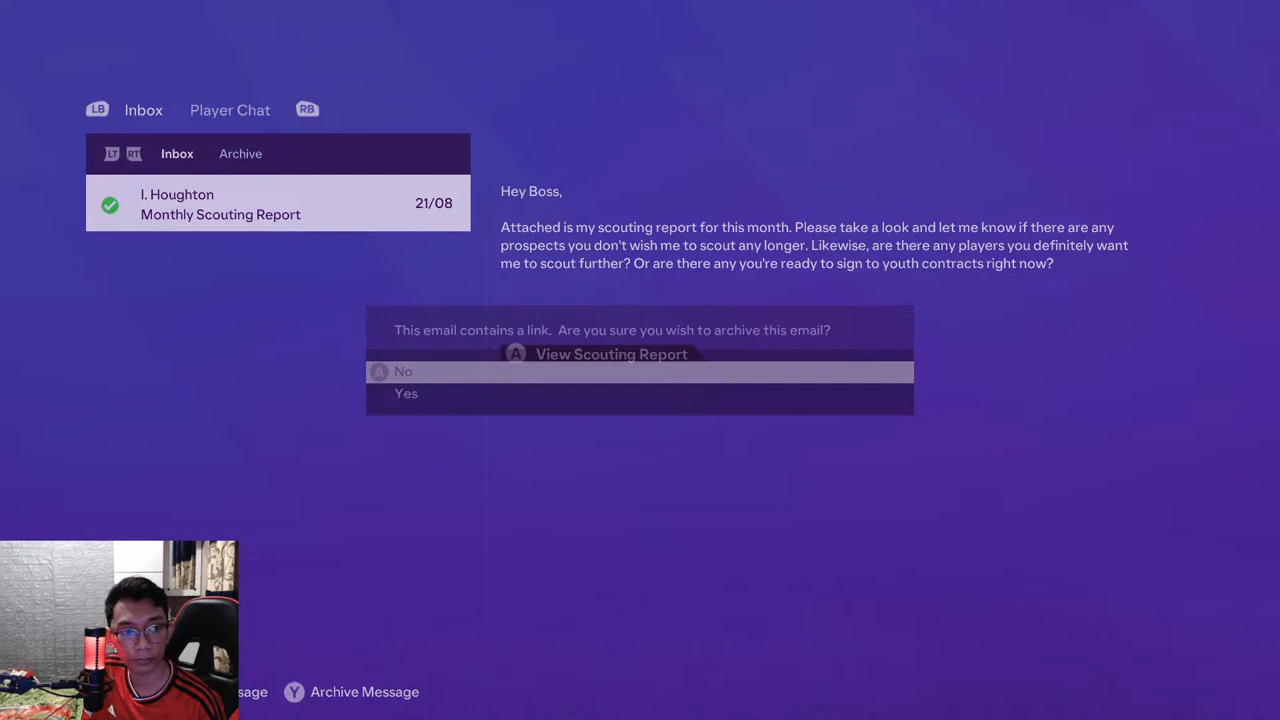 LB Inbox Player Chat RB
LT RT Inbox Archive
I. Houghton
Monthly Scouting Report
21/08
Hey Boss,
Attached is my scouting report for this month. Please take a look and let me know if there are any
prospects you don't wish me to scout any longer. Likewise, are there any players you definitely want
me to scout further? Or are there any you're ready to sign to youth contracts right now?
This email contains a link. Are you sure you wish to archive this email?
A View Scouting Report
A No
Yes
sage Y Archive Message